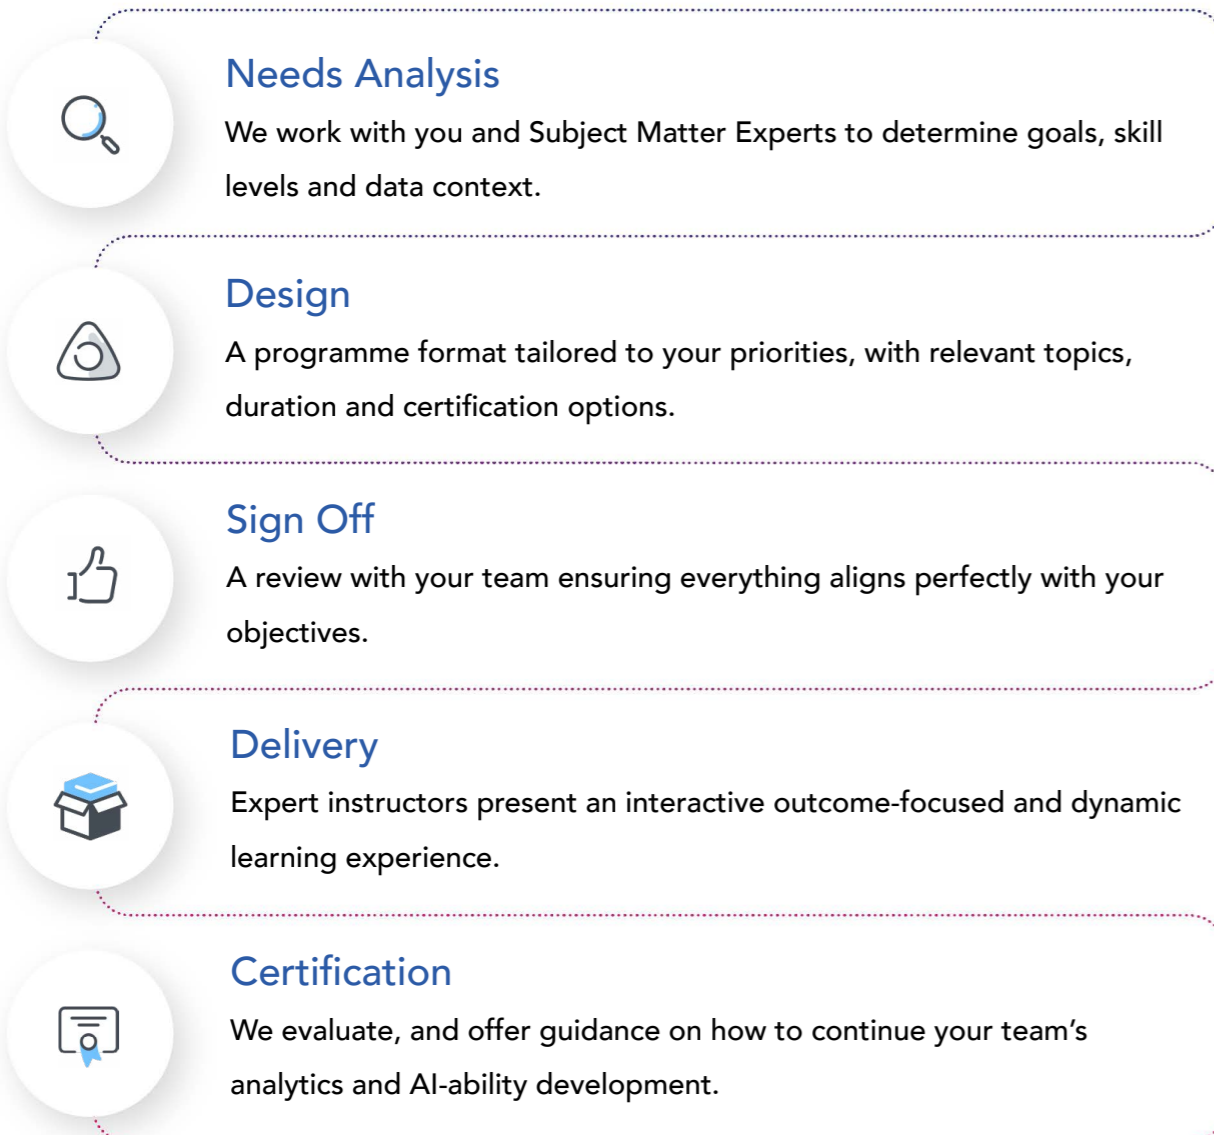 Needs Analysis
We work with you and Subject Matter Experts to determine goals, skill
levels and data context.
Design
A programme format tailored to your priorities, with relevant topics,
duration and certification options.
Sign Off
A review with your team ensuring everything aligns perfectly with your
objectives.
Delivery
Expert instructors present an interactive outcome-focused and dynamic
learning experience.
Certification
We evaluate, and offer guidance on how to continue your team’s
analytics and AI-ability development.